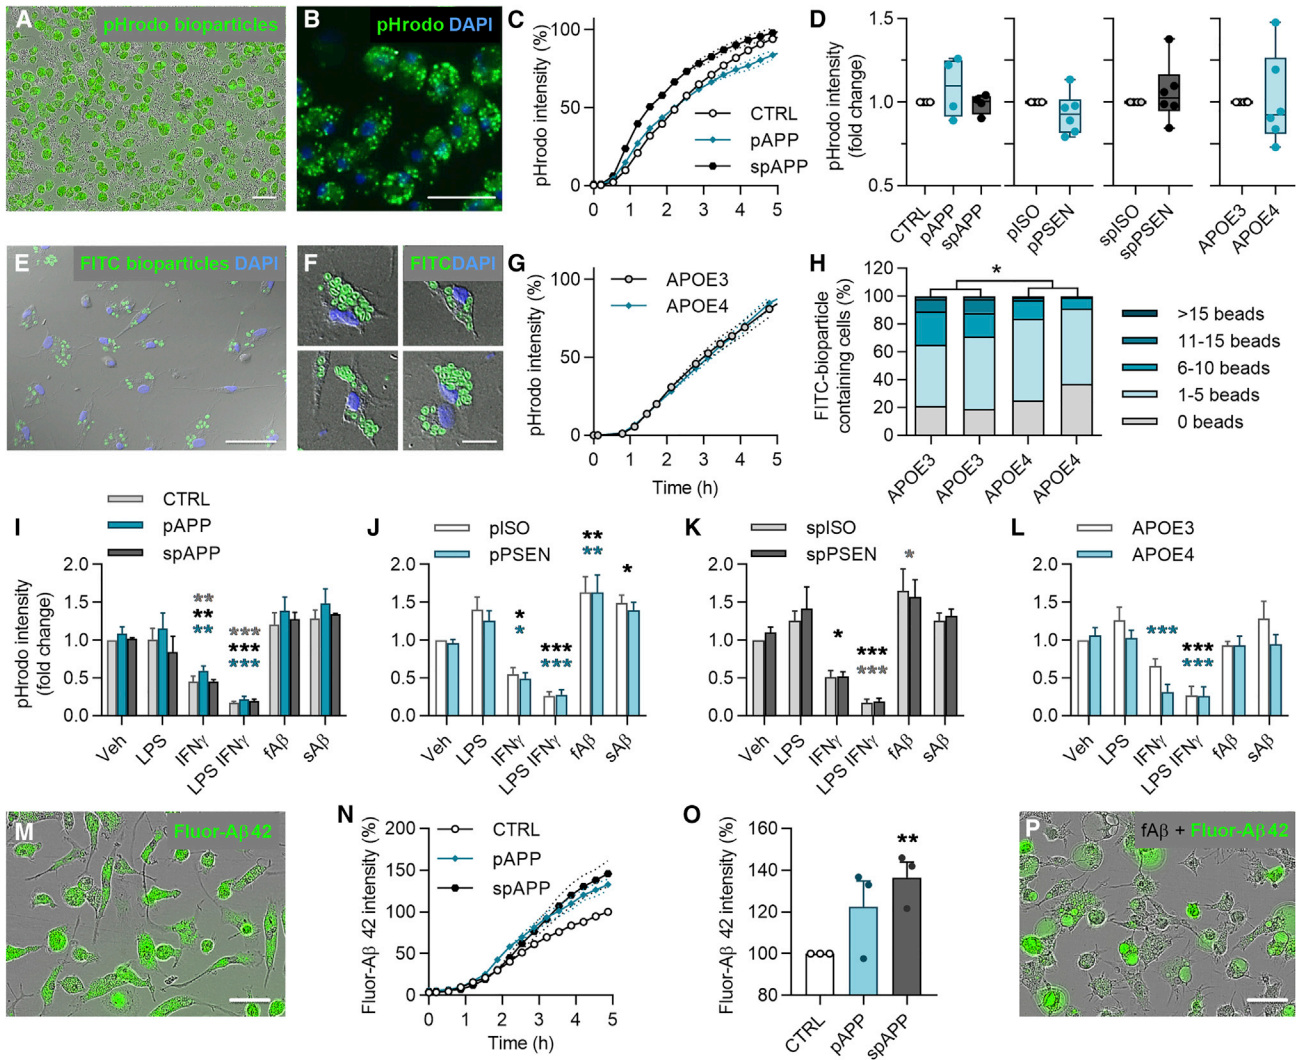 A
pHrodo bioparticles
B
pHrodo DAPI
C
pHrodo intensity (%)
100
50
0
0 1 2 3 4 5
CTRL
pAPP
spAPP
D
pHrodo intensity
(fold change)
1.5
1.0
0.5
CTRL
pAPP
spAPP
pISO
pPSEN
spISO
spPSEN
APOE3
APOE4
E
FITC bioparticles DAPI
F
FITCDAPI
G
pHrodo intensity (%)
100
50
0
0 1 2 3 4 5
Time (h)
APOE3
APOE4
H
FITC-bioparticle
containing cells (%)
120
100
80
60
40
20
0
*
APOE3
APOE3
APOE4
APOE4
>15 beads
11-15 beads
6-10 beads
1-5 beads
0 beads
I
CTRL
pAPP
spAPP
pHrodo intensity
(fold change)
2.0
1.5
1.0
0.5
0.0
**
**
**
***
***
***
Veh
LPS
IFNγ
LPS IFNγ
fAβ
sAβ
J
pISO
pPSEN
2.0
1.5
1.0
0.5
0.0
*
*
***
***
**
**
*
Veh
LPS
IFNγ
LPS IFNγ
fAβ
sAβ
K
spISO
spPSEN
2.0
1.5
1.0
0.5
0.0
*
***
***
*
Veh
LPS
IFNγ
LPS IFNγ
fAβ
sAβ
L
APOE3
APOE4
2.0
1.5
1.0
0.5
0.0
***
***
***
Veh
LPS
IFNγ
LPS IFNγ
fAβ
sAβ
M
Fluor-Aβ42
N
Fluor-Aβ 42 intensity (%)
200
150
100
50
0
0 1 2 3 4 5
Time (h)
CTRL
pAPP
spAPP
O
Fluor-Aβ 42 intensity (%)
160
140
120
100
80
**
CTRL
pAPP
spAPP
P
fAβ + Fluor-Aβ42